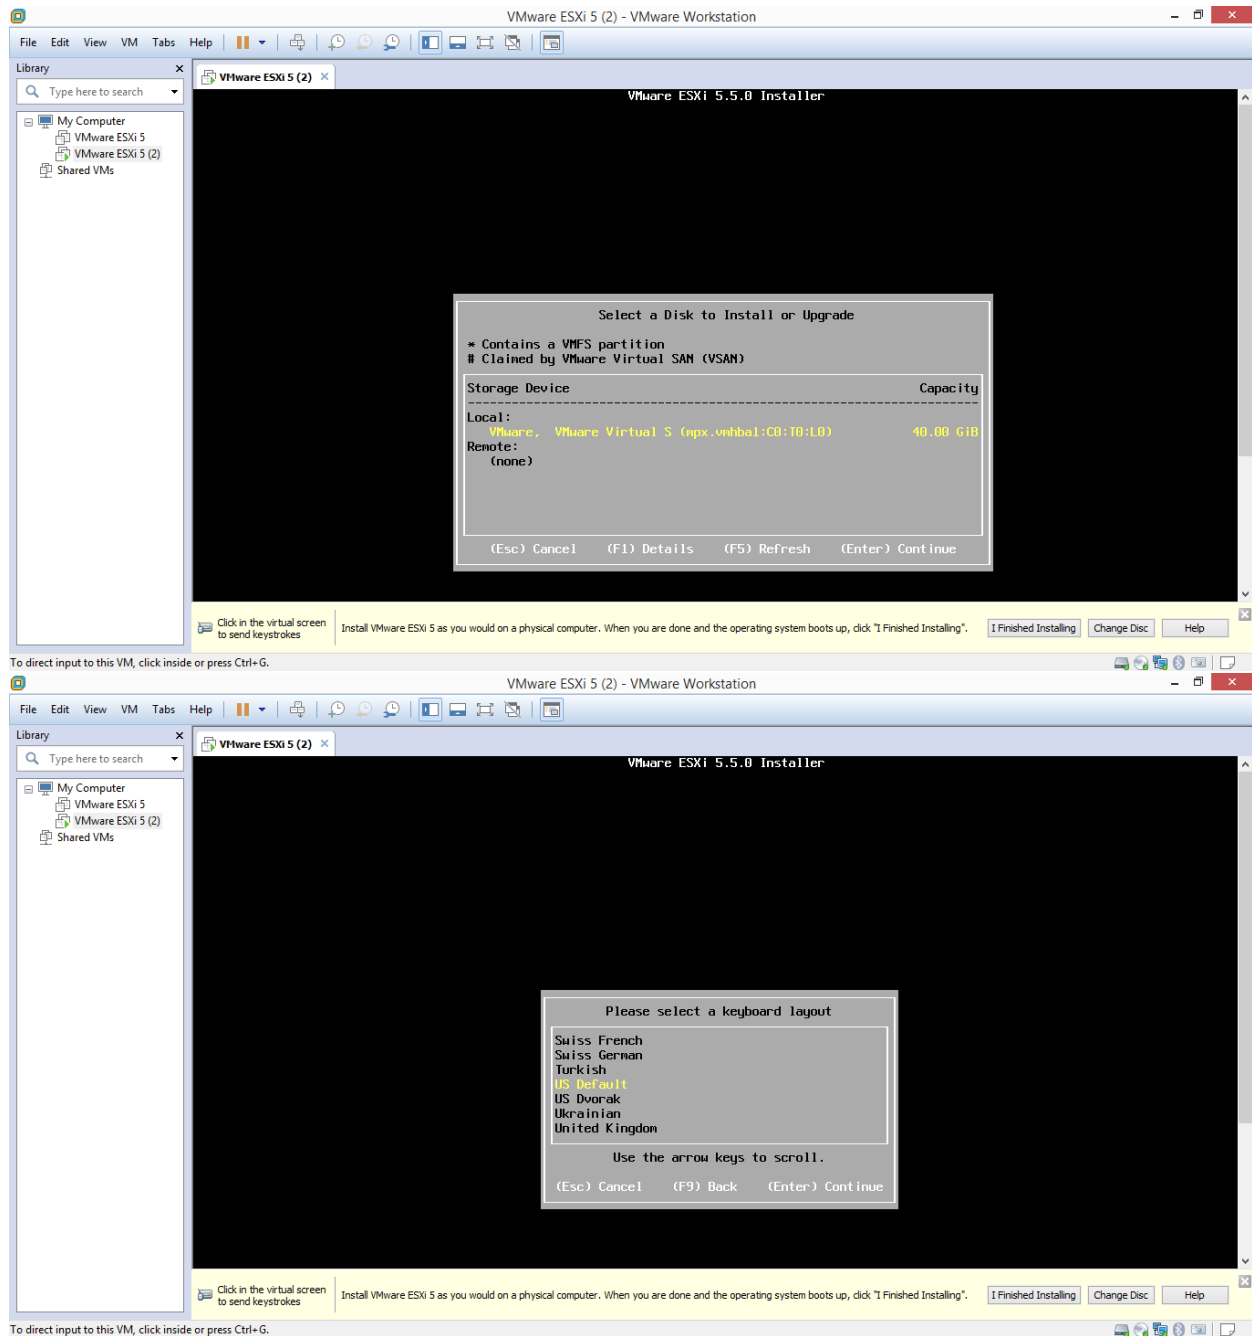 VMware ESXi 5 (2) - VMware Workstation
File Edit View VM Tabs Help
Library
VMware ESXi 5 (2)
Type here to search
VMware ESXi 5.5.0 Installer
My Computer
VMware ESXi 5
VMware ESXi 5 (2)
Shared VMs
Select a Disk to Install or Upgrade
* Contains a VMFS partition
# Claimed by VMware Virtual SAN (VSAN)
Storage Device Capacity
Local:
VMware, VMware Virtual S (mpx.vmhba1:C0:T0:L0) 40.00 GiB
Remote:
(none)
(Esc) Cancel (F1) Details (F5) Refresh (Enter) Continue
Click in the virtual screen
to send keystrokes
Install VMware ESXi 5 as you would on a physical computer. When you are done and the operating system boots up, click "I Finished Installing".
I Finished Installing Change Disc Help
To direct input to this VM, click inside or press Ctrl+G.
VMware ESXi 5 (2) - VMware Workstation
File Edit View VM Tabs Help
Library
VMware ESXi 5 (2)
Type here to search
VMware ESXi 5.5.0 Installer
My Computer
VMware ESXi 5
VMware ESXi 5 (2)
Shared VMs
Please select a keyboard layout
Swiss French
Swiss German
Turkish
US Default
US Dvorak
Ukrainian
United Kingdom
Use the arrow keys to scroll.
(Esc) Cancel (F9) Back (Enter) Continue
Click in the virtual screen
to send keystrokes
Install VMware ESXi 5 as you would on a physical computer. When you are done and the operating system boots up, click "I Finished Installing".
I Finished Installing Change Disc Help
To direct input to this VM, click inside or press Ctrl+G.